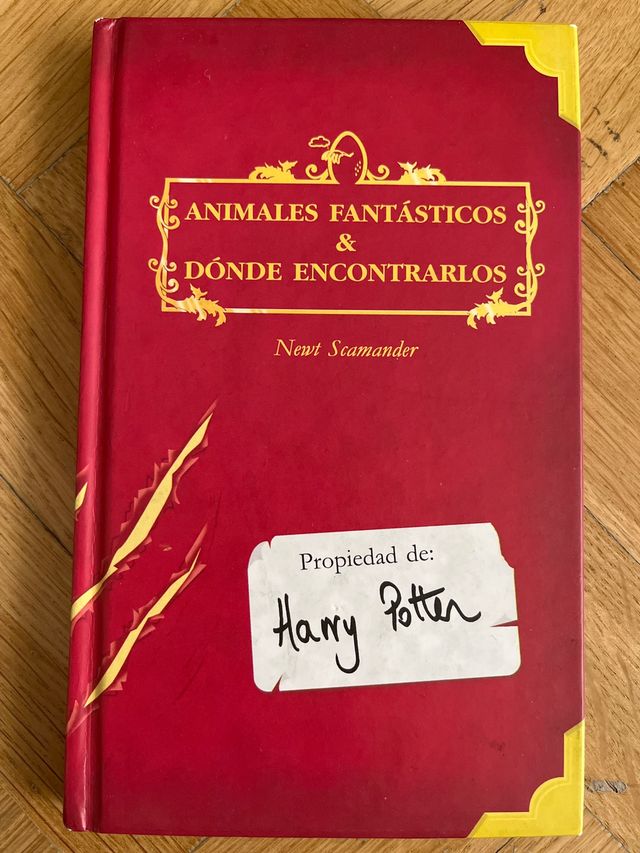 ANIMALES FANTÁSTICOS
&
DÓNDE ENCONTRARLOS
Newt Scamander
Propiedad de:
Harry Potter